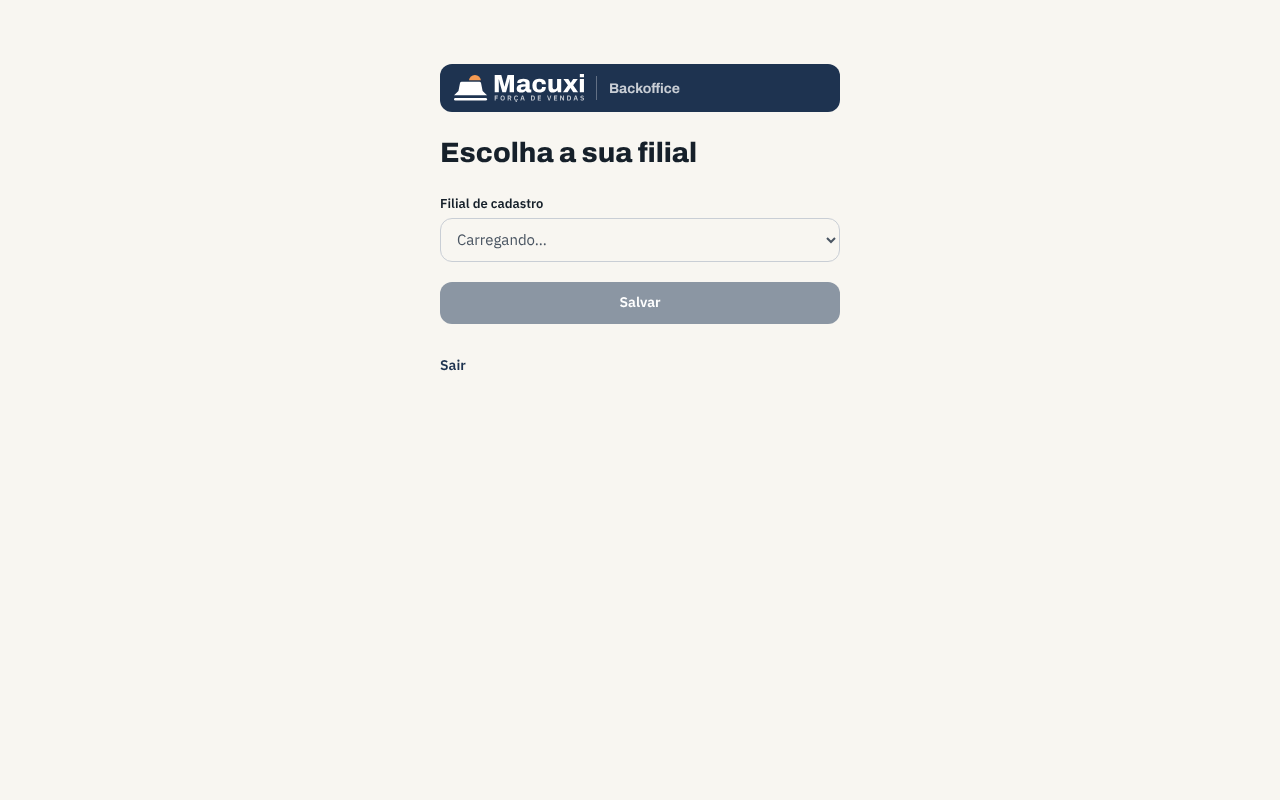 Macuxi
FORÇA DE VENDAS
Backoffice
Escolha a sua filial
Filial de cadastro
Carregando...
Salvar
Sair